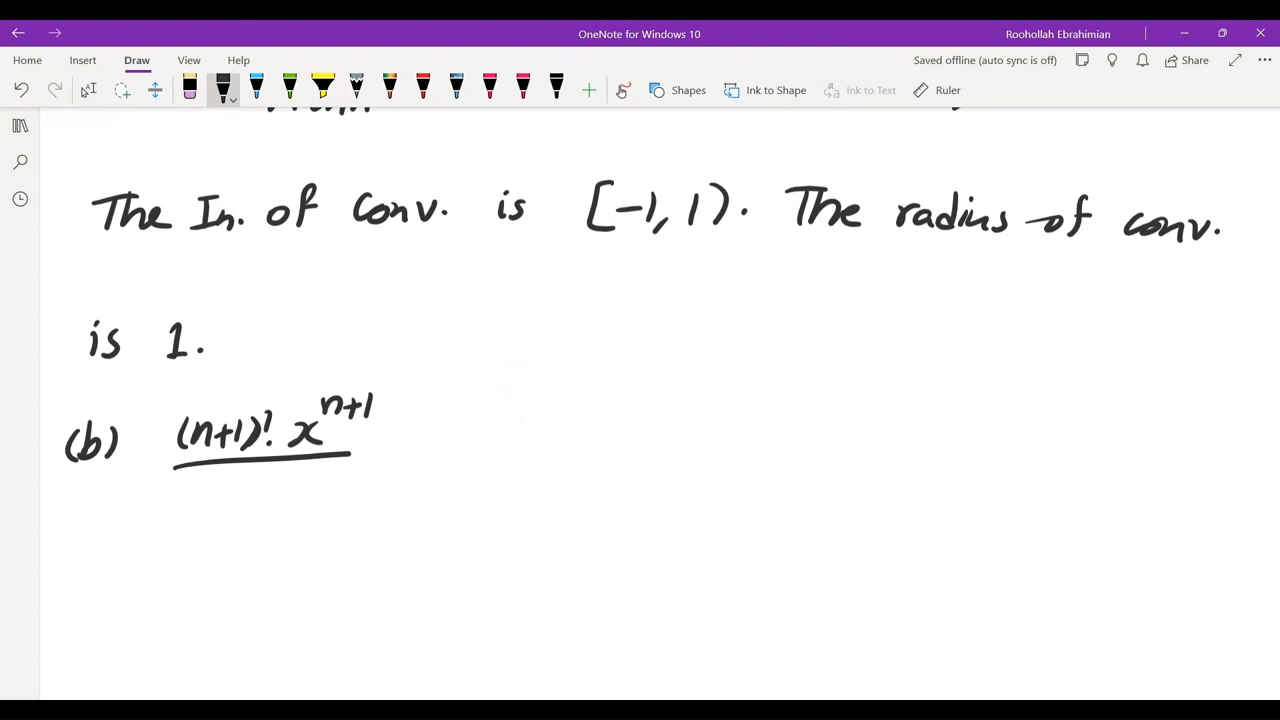 OneNote for Windows 10
Roohollah Ebrahimian
Home Insert Draw View Help
Saved offline (auto sync is off)
Share
Shapes
Ink to Shape
Ink to Text
Ruler
The In. of Conv. is [-1, 1). The radius of conv.
is 1.
(b) (n+1)! x^{n+1}